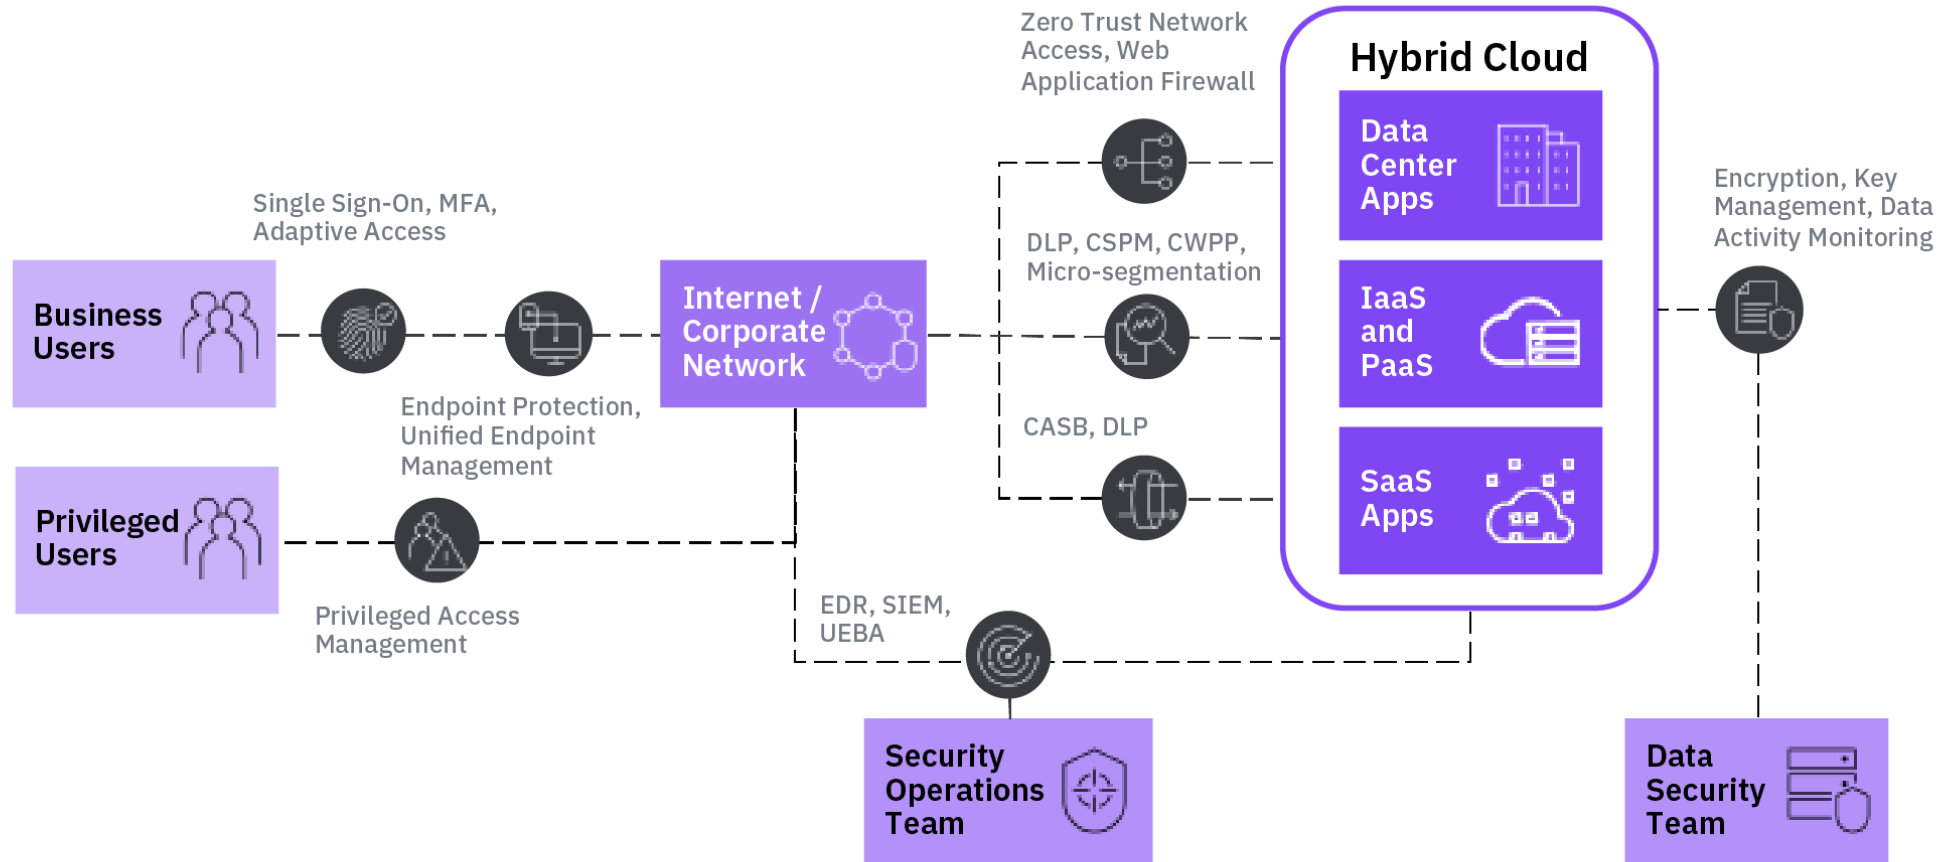 Zero Trust Network
Access, Web
Application Firewall
Hybrid Cloud
Data
Center
Apps
Encryption, Key
Management, Data
Activity Monitoring
Single Sign-On, MFA,
Adaptive Access
DLP, CSPM, CWPP,
Micro-segmentation
Business
Users
Internet /
Corporate
Network
IaaS
and
PaaS
Endpoint Protection,
Unified Endpoint
Management
CASB, DLP
SaaS
Apps
Privileged
Users
Privileged Access
Management
EDR, SIEM,
UEBA
Security
Operations
Team
Data
Security
Team